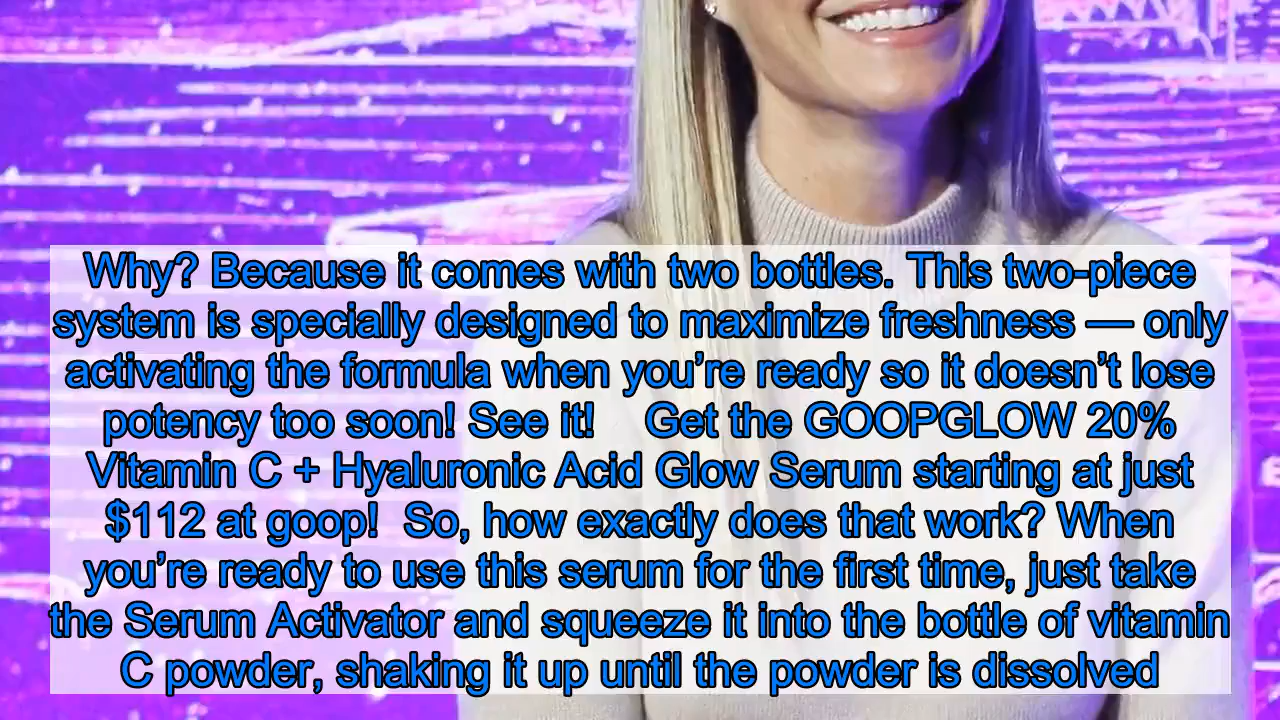 Why? Because it comes with two bottles. This two-piece
system is specially designed to maximize freshness — only
activating the formula when you’re ready so it doesn’t lose
potency too soon! See it! Get the GOOPGLOW 20%
Vitamin C + Hyaluronic Acid Glow Serum starting at just
$112 at goop! So, how exactly does that work? When
you’re ready to use this serum for the first time, just take
the Serum Activator and squeeze it into the bottle of vitamin
C powder, shaking it up until the powder is dissolved